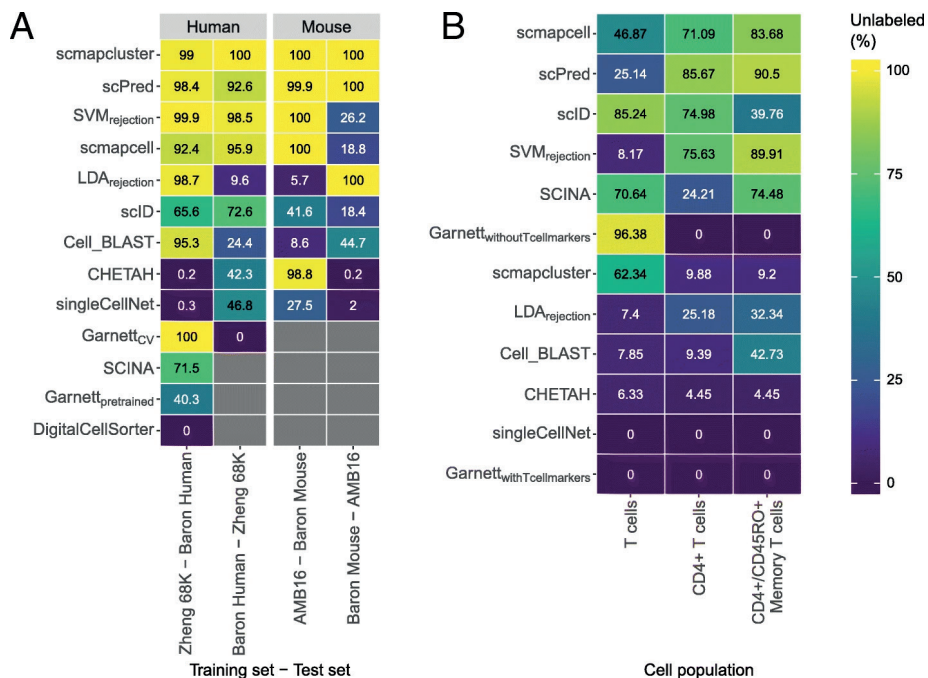 A
Human Mouse
scmapcluster 99 100 100 100
scPred 98.4 92.6 99.9 100
SVMrejection 99.9 98.5 100 26.2
scmapcell 92.4 95.9 100 18.8
LDArejection 98.7 9.6 5.7 100
scID 65.6 72.6 41.6 18.4
Cell_BLAST 95.3 24.4 8.6 44.7
CHETAH 0.2 42.3 98.8 0.2
singleCellNet 0.3 46.8 27.5 2
GarnettCV 100 0
SCINA 71.5
Garnettpretrained 40.3
DigitalCellSorter 0
Zheng 68K – Baron Human
Baron Human – Zheng 68K
AMB16 – Baron Mouse
Baron Mouse – AMB16
Training set – Test set
B
scmapcell 46.87 71.09 83.68
scPred 25.14 85.67 90.5
scID 85.24 74.98 39.76
SVMrejection 8.17 75.63 89.91
SCINA 70.64 24.21 74.48
GarnettwithoutTcellmarkers 96.38 0 0
scmapcluster 62.34 9.88 9.2
LDArejection 7.4 25.18 32.34
Cell_BLAST 7.85 9.39 42.73
CHETAH 6.33 4.45 4.45
singleCellNet 0 0 0
GarnettwithTcellmarkers 0 0 0
T cells
CD4+ T cells
CD4+/CD45RO+
Memory T cells
Cell population
Unlabeled
(%)
100
75
50
25
0